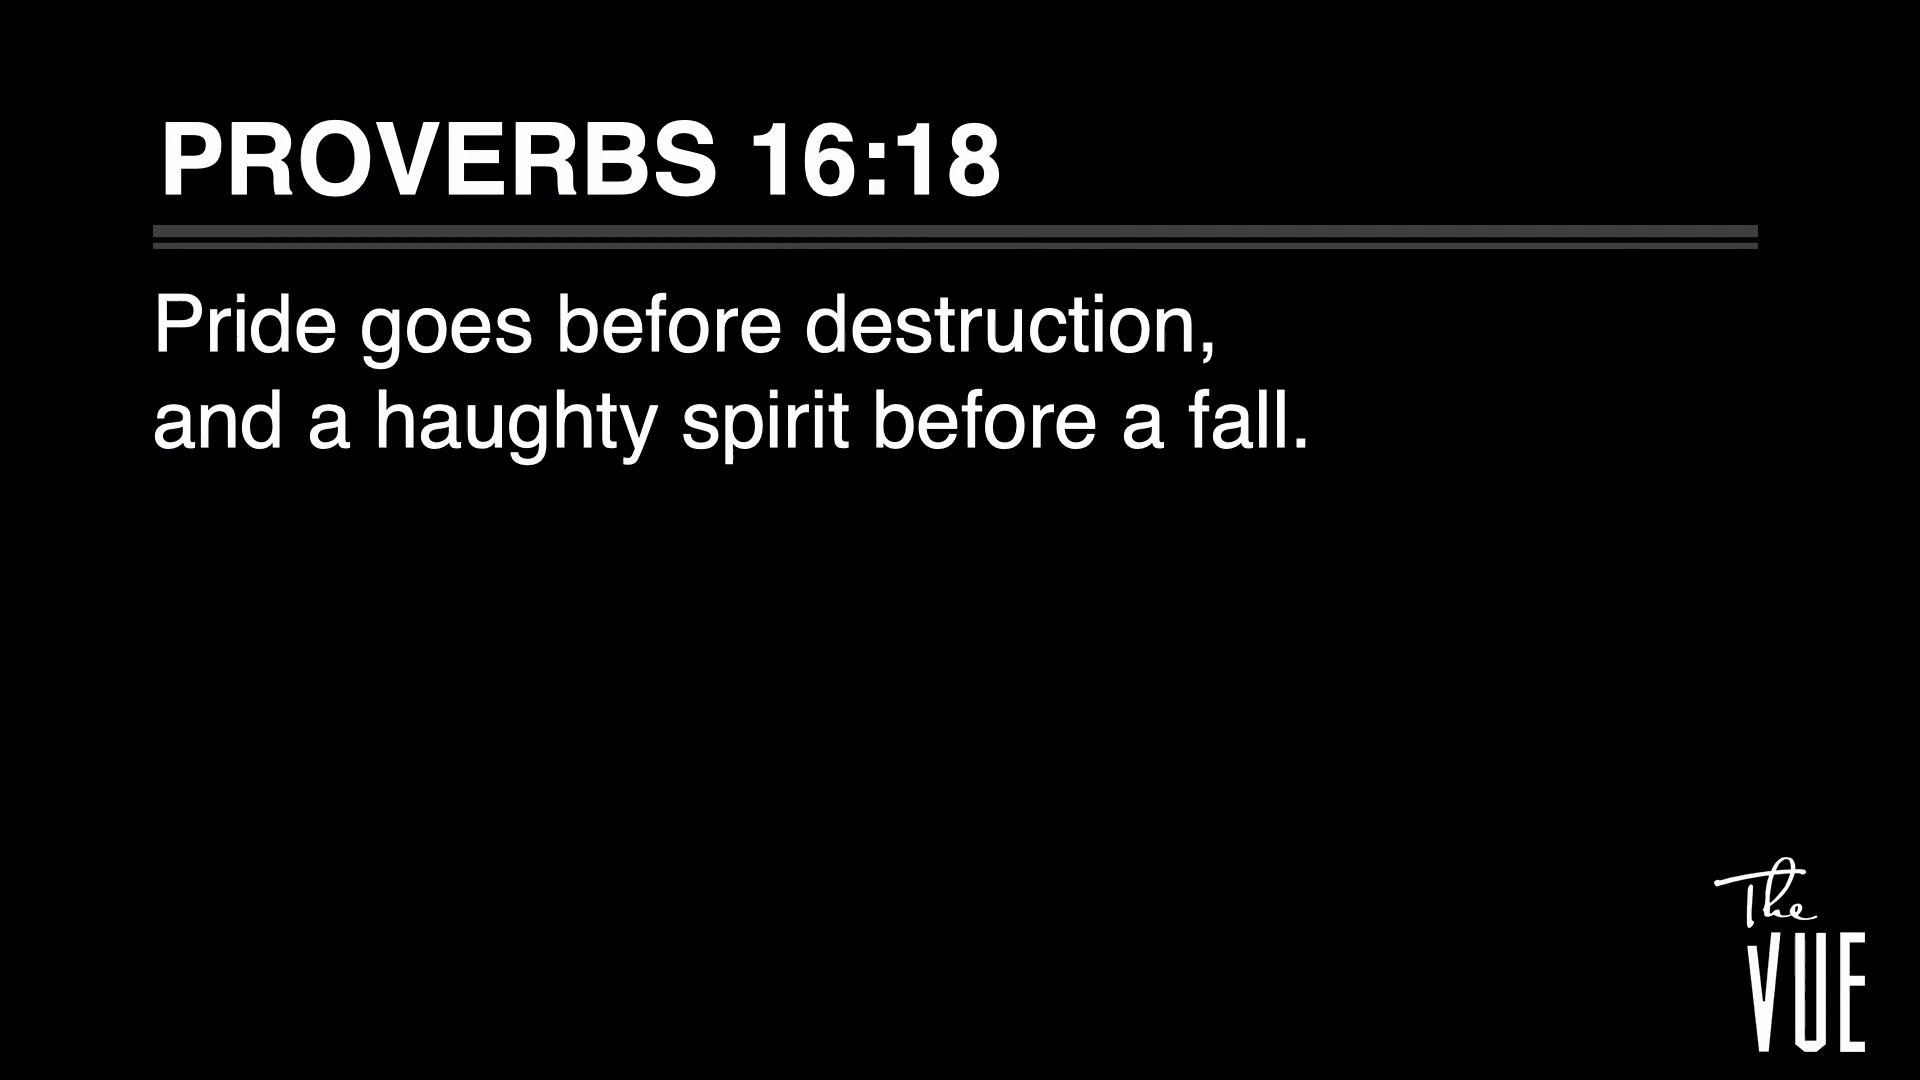 PROVERBS 16:18
Pride goes before destruction,
and a haughty spirit before a fall.
The
VUE